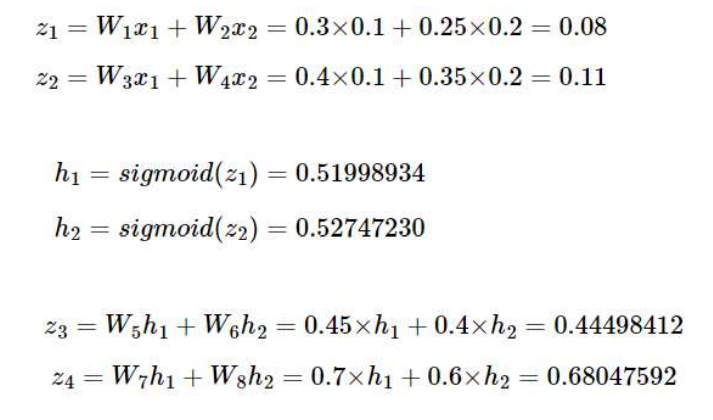 z₁ = W₁x₁ + W₂x₂ = 0.3×0.1 + 0.25×0.2 = 0.08
z₂ = W₃x₁ + W₄x₂ = 0.4×0.1 + 0.35×0.2 = 0.11
h₁ = sigmoid(z₁) = 0.51998934
h₂ = sigmoid(z₂) = 0.52747230
z₃ = W₅h₁ + W₆h₂ = 0.45×h₁ + 0.4×h₂ = 0.44498412
z₄ = W₇h₁ + W₈h₂ = 0.7×h₁ + 0.6×h₂ = 0.68047592